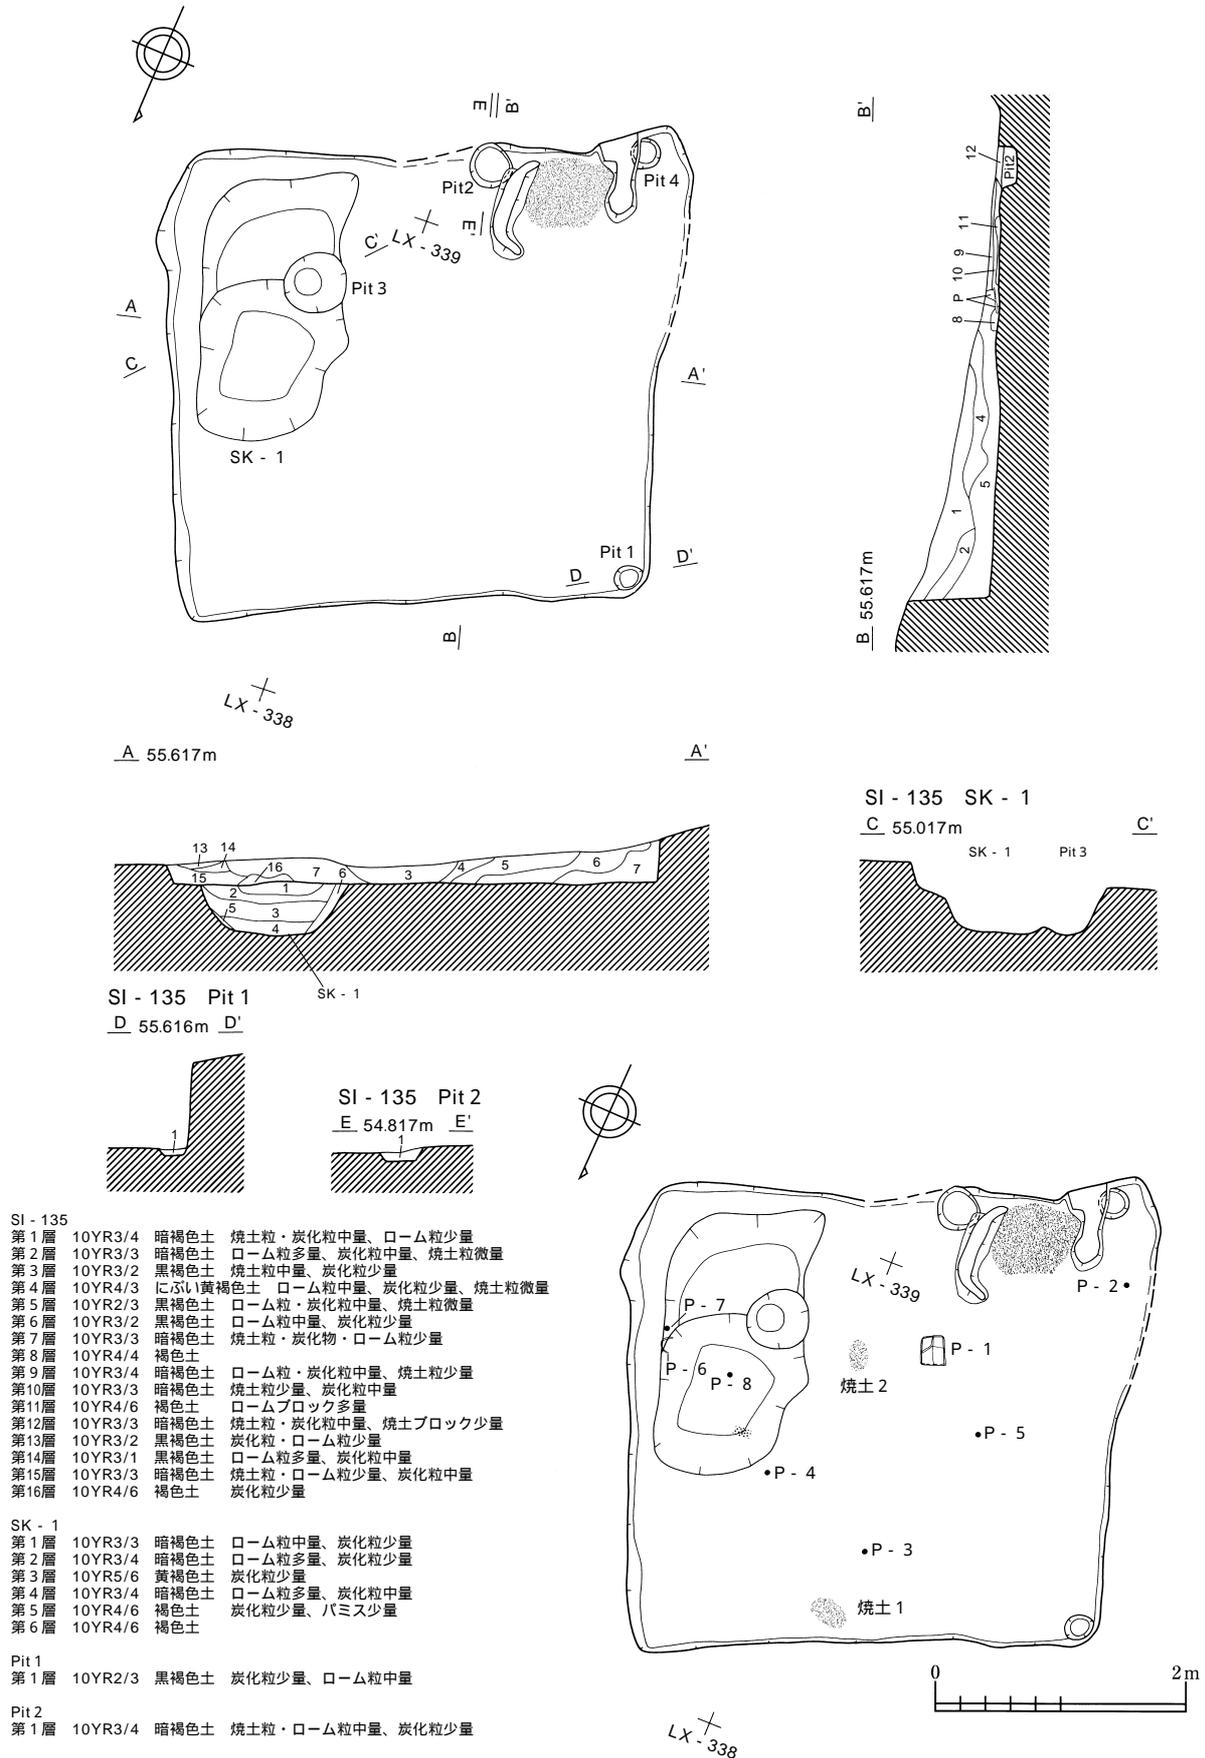 E B'
Pit2
Pit 4
E'
C'
LX - 339
Pit 3
A
C
A'
SK - 1
Pit 1
D
D'
B
LX - 338
B'
12
Pit2
11
9
10
P
8
4
5
1
2
B 55.617m
A 55.617m A'
13 14
15 16 7 6 3 4 5 6 7
2 1
5 3
4
SK - 1
SI - 135 SK - 1
C 55.017m C'
SK - 1 Pit 3
SI - 135 Pit 1
D 55.616m D'
1
SI - 135 Pit 2
E 54.817m E'
1
SI - 135
第1層 10YR3/4 暗褐色土 焼土粒・炭化粒中量、ローム粒少量
第2層 10YR3/3 暗褐色土 ローム粒多量、炭化粒中量、焼土粒微量
第3層 10YR3/2 黒褐色土 焼土粒中量、炭化粒少量
第4層 10YR4/3 にぶい黄褐色土 ローム粒中量、炭化粒少量、焼土粒微量
第5層 10YR2/3 黒褐色土 ローム粒・炭化粒中量、焼土粒微量
第6層 10YR3/2 黒褐色土 ローム粒中量、炭化粒少量
第7層 10YR3/3 暗褐色土 焼土粒・炭化物・ローム粒少量
第8層 10YR4/4 褐色土
第9層 10YR3/4 暗褐色土 ローム粒・炭化粒中量、焼土粒少量
第10層 10YR3/3 暗褐色土 焼土粒少量、炭化粒中量
第11層 10YR4/6 褐色土 ロームブロック多量
第12層 10YR3/3 暗褐色土 焼土粒・炭化粒中量、焼土ブロック少量
第13層 10YR3/2 黒褐色土 炭化粒・ローム粒少量
第14層 10YR3/1 黒褐色土 ローム粒多量、炭化粒中量
第15層 10YR3/3 暗褐色土 焼土粒・ローム粒少量、炭化粒中量
第16層 10YR4/6 褐色土 炭化粒少量
SK - 1
第1層 10YR3/3 暗褐色土 ローム粒中量、炭化粒少量
第2層 10YR3/4 暗褐色土 ローム粒多量、炭化粒少量
第3層 10YR5/6 黄褐色土 炭化粒少量
第4層 10YR3/4 暗褐色土 ローム粒多量、炭化粒中量
第5層 10YR4/6 褐色土 炭化粒少量、パミス少量
第6層 10YR4/6 褐色土
Pit 1
第1層 10YR2/3 黒褐色土 炭化粒少量、ローム粒中量
Pit 2
第1層 10YR3/4 暗褐色土 焼土粒・ローム粒中量、炭化粒少量
LX - 339
P - 2
P - 7
P - 1
P - 6
P - 8
焼土2
P - 5
P - 4
P - 3
焼土1
0 2m
LX - 338